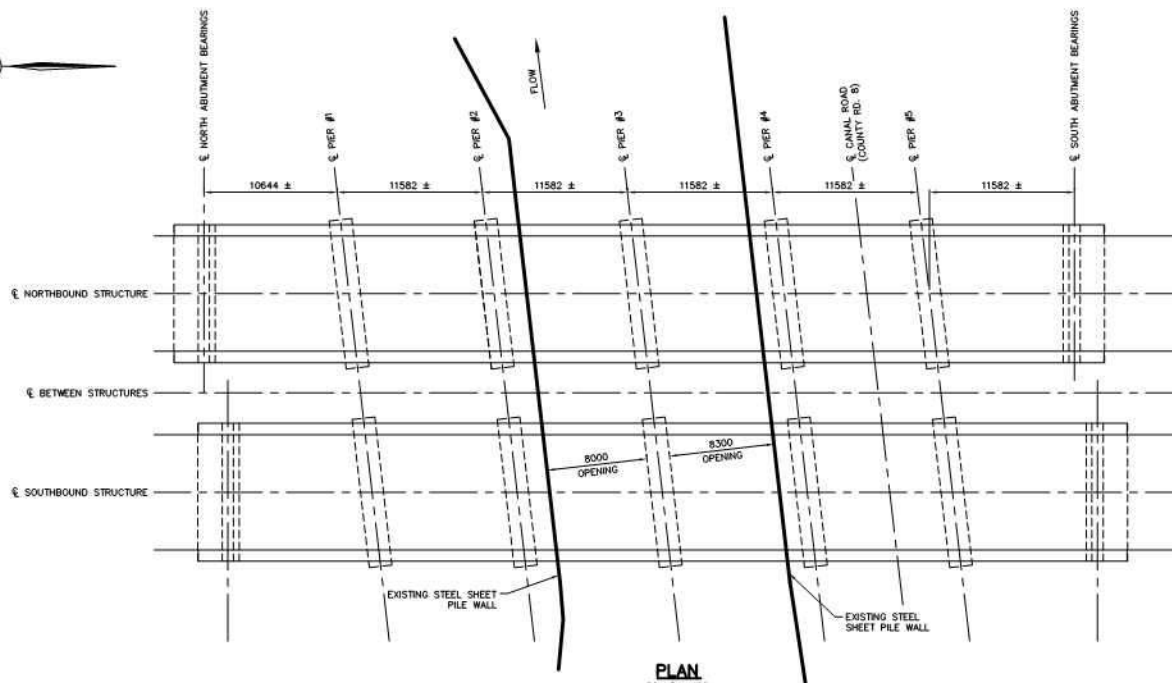 ℄ NORTH ABUTMENT BEARINGS
℄ PIER #1
℄ PIER #2
FLOW
℄ PIER #3
℄ PIER #4
℄ CANAL ROAD
(COUNTY RD. 8)
℄ PIER #5
℄ SOUTH ABUTMENT BEARINGS
10644 ±
11582 ±
11582 ±
11582 ±
11582 ±
11582 ±
℄ NORTHBOUND STRUCTURE
℄ BETWEEN STRUCTURES
8000
OPENING
8300
OPENING
℄ SOUTHBOUND STRUCTURE
EXISTING STEEL SHEET
PILE WALL
EXISTING STEEL
SHEET PILE WALL
PLAN